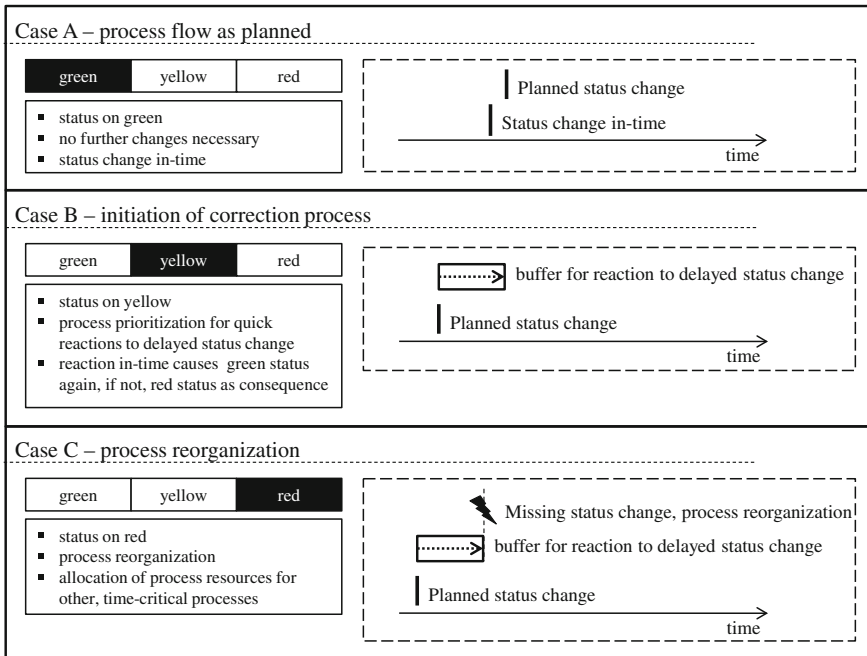 Case A – process flow as planned
green yellow red
▪ status on green
▪ no further changes necessary
▪ status change in-time
Planned status change
Status change in-time
time
Case B – initiation of correction process
green yellow red
▪ status on yellow
▪ process prioritization for quick
reactions to delayed status change
▪ reaction in-time causes green status
again, if not, red status as consequence
buffer for reaction to delayed status change
Planned status change
time
Case C – process reorganization
green yellow red
▪ status on red
▪ process reorganization
▪ allocation of process resources for
other, time-critical processes
Missing status change, process reorganization
buffer for reaction to delayed status change
Planned status change
time